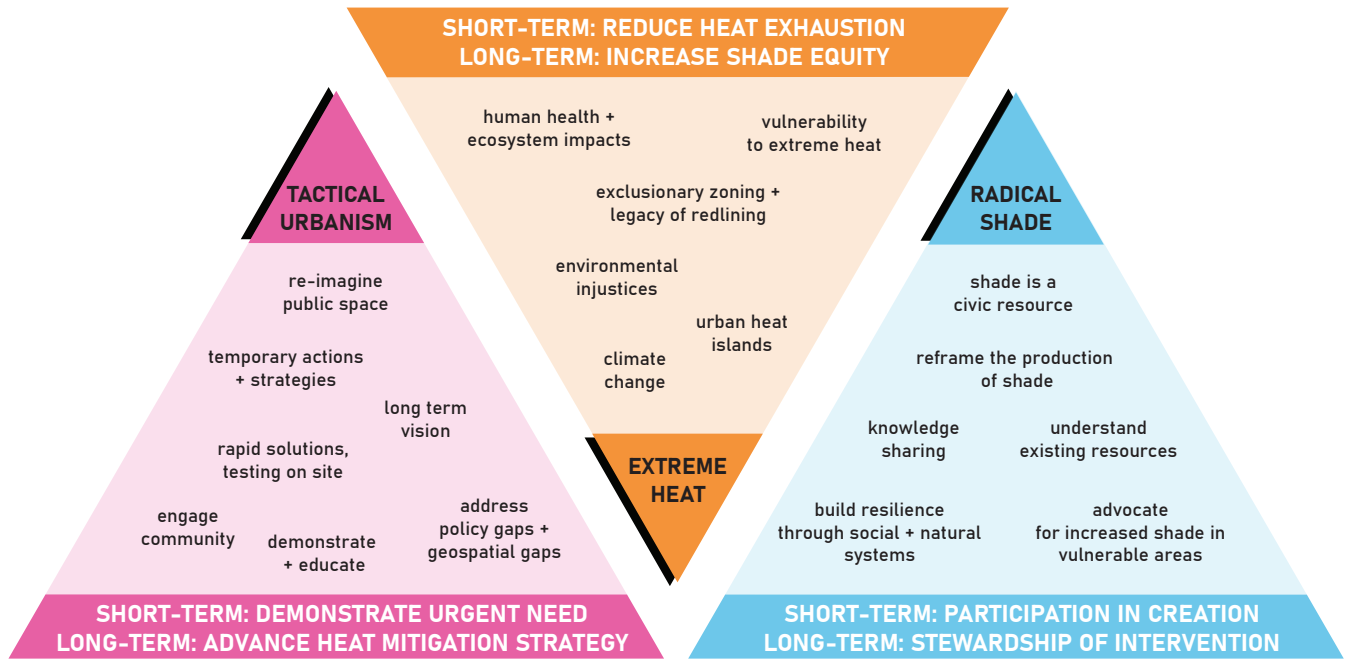 SHORT-TERM: REDUCE HEAT EXHAUSTION
LONG-TERM: INCREASE SHADE EQUITY
human health +
ecosystem impacts
vulnerability
to extreme heat
exclusionary zoning +
legacy of redlining
environmental
injustices
urban heat
islands
climate
change
EXTREME
HEAT
TACTICAL
URBANISM
re-imagine
public space
temporary actions
+ strategies
long term
vision
rapid solutions,
testing on site
engage
community
demonstrate
+ educate
address
policy gaps +
geospatial gaps
SHORT-TERM: DEMONSTRATE URGENT NEED
LONG-TERM: ADVANCE HEAT MITIGATION STRATEGY
RADICAL
SHADE
shade is a
civic resource
reframe the production
of shade
knowledge
sharing
understand
existing resources
build resilience
through social + natural
systems
advocate
for increased shade in
vulnerable areas
SHORT-TERM: PARTICIPATION IN CREATION
LONG-TERM: STEWARDSHIP OF INTERVENTION